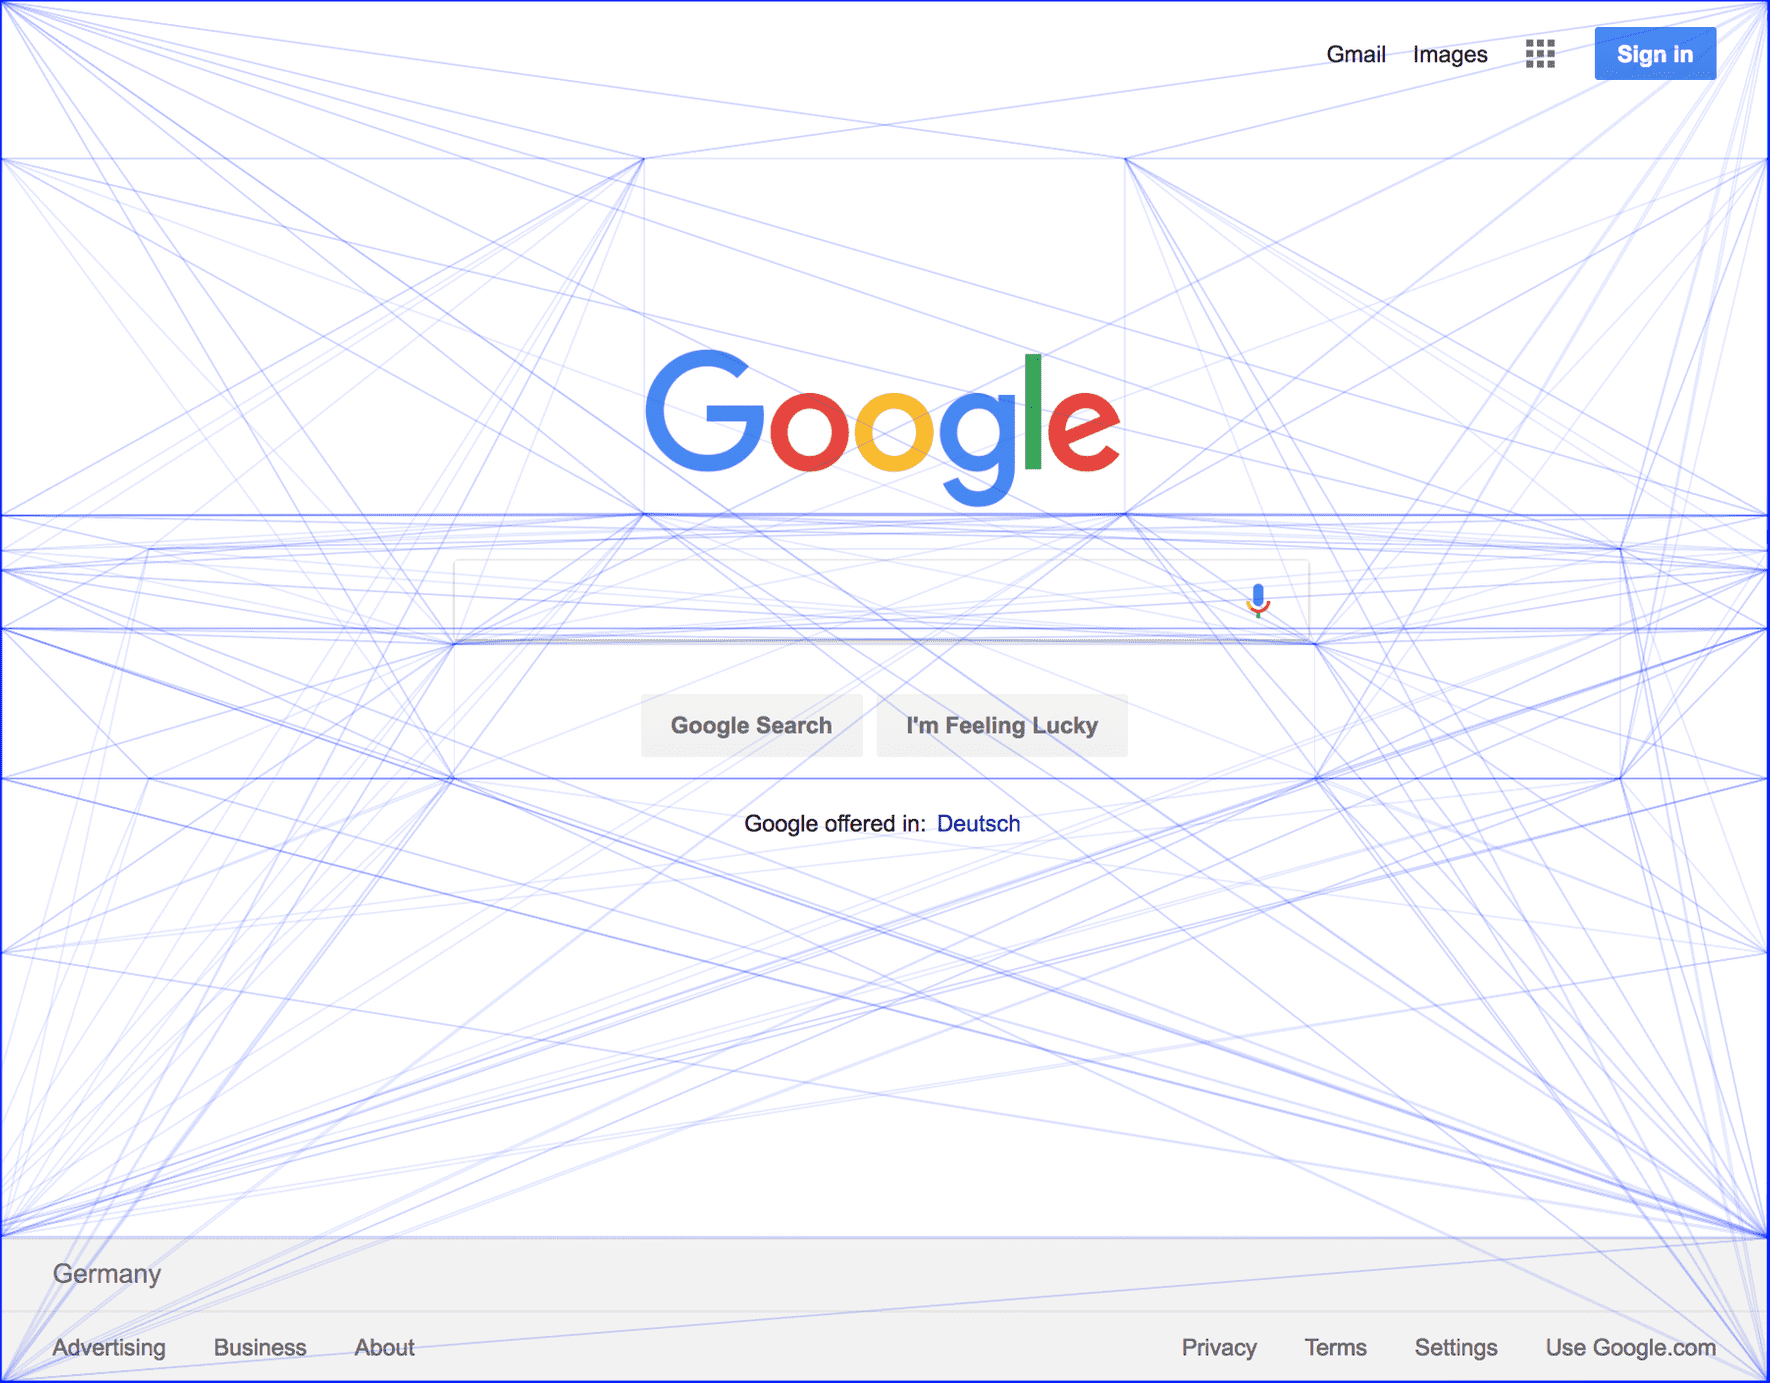 Gmail Images Sign in
Google
Google Search I'm Feeling Lucky
Google offered in: Deutsch
Germany
Advertising Business About Privacy Terms Settings Use Google.com